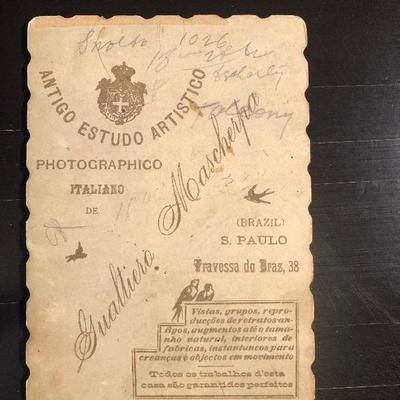 1026
ANTIGO ESTUDO ARTISTICO
PHOTOGRAPHICO
ITALIANO
DE
Gualtiero Mascherpa
(BRAZIL)
S. PAULO
Travessa do Braz, 38
Vistas, grupos, repro-
ducções de retratos an-
tigos, augmentos até o tama-
nho natural, interiores de
fabricas, instantaneos para
creanças e objectos em movimento
Todos os trabalhos d'esta
casa são garantidos perfeitos